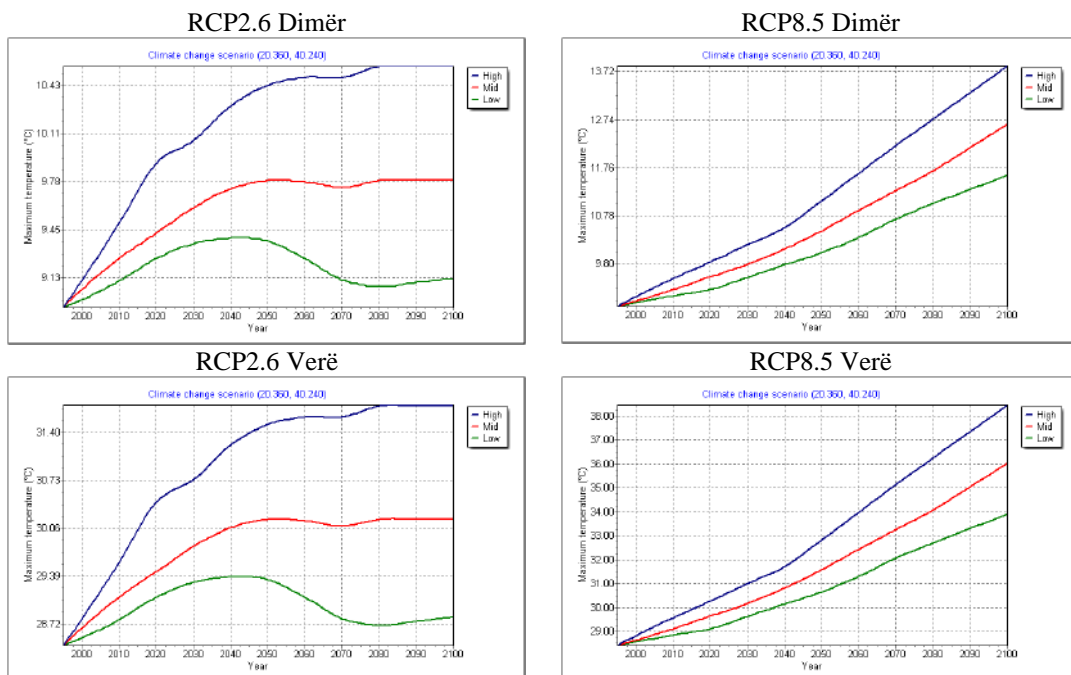 RCP2.6 Dimër
RCP8.5 Dimër
Climate change scenario (20.360, 40.240)
High
Mid
Low
Maximum temperature (°C)
10.43
10.11
9.78
9.45
9.13
2000 2010 2020 2030 2040 2050 2060 2070 2080 2090 2100
Year
Climate change scenario (20.360, 40.240)
High
Mid
Low
Maximum temperature (°C)
13.72
12.74
11.76
10.78
9.80
2000 2010 2020 2030 2040 2050 2060 2070 2080 2090 2100
Year
RCP2.6 Verë
RCP8.5 Verë
Climate change scenario (20.360, 40.240)
High
Mid
Low
Maximum temperature (°C)
31.40
30.73
30.06
29.39
28.72
2000 2010 2020 2030 2040 2050 2060 2070 2080 2090 2100
Year
Climate change scenario (20.360, 40.240)
High
Mid
Low
Maximum temperature (°C)
38.00
37.00
36.00
35.00
34.00
33.00
32.00
31.00
30.00
29.00
2000 2010 2020 2030 2040 2050 2060 2070 2080 2090 2100
Year